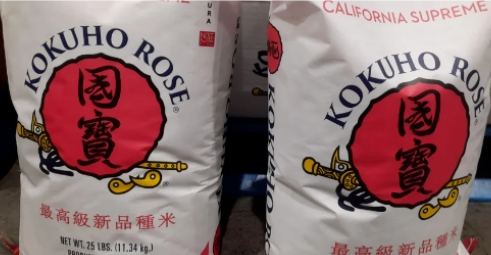 KOKUHO ROSE®
國寶
最高級新品種米
NET WT. 25 LBS. (11.34 kg.)
CALIFORNIA SUPREME
KOKUHO ROSE
國寶
最高級新品種米
KOKUHO